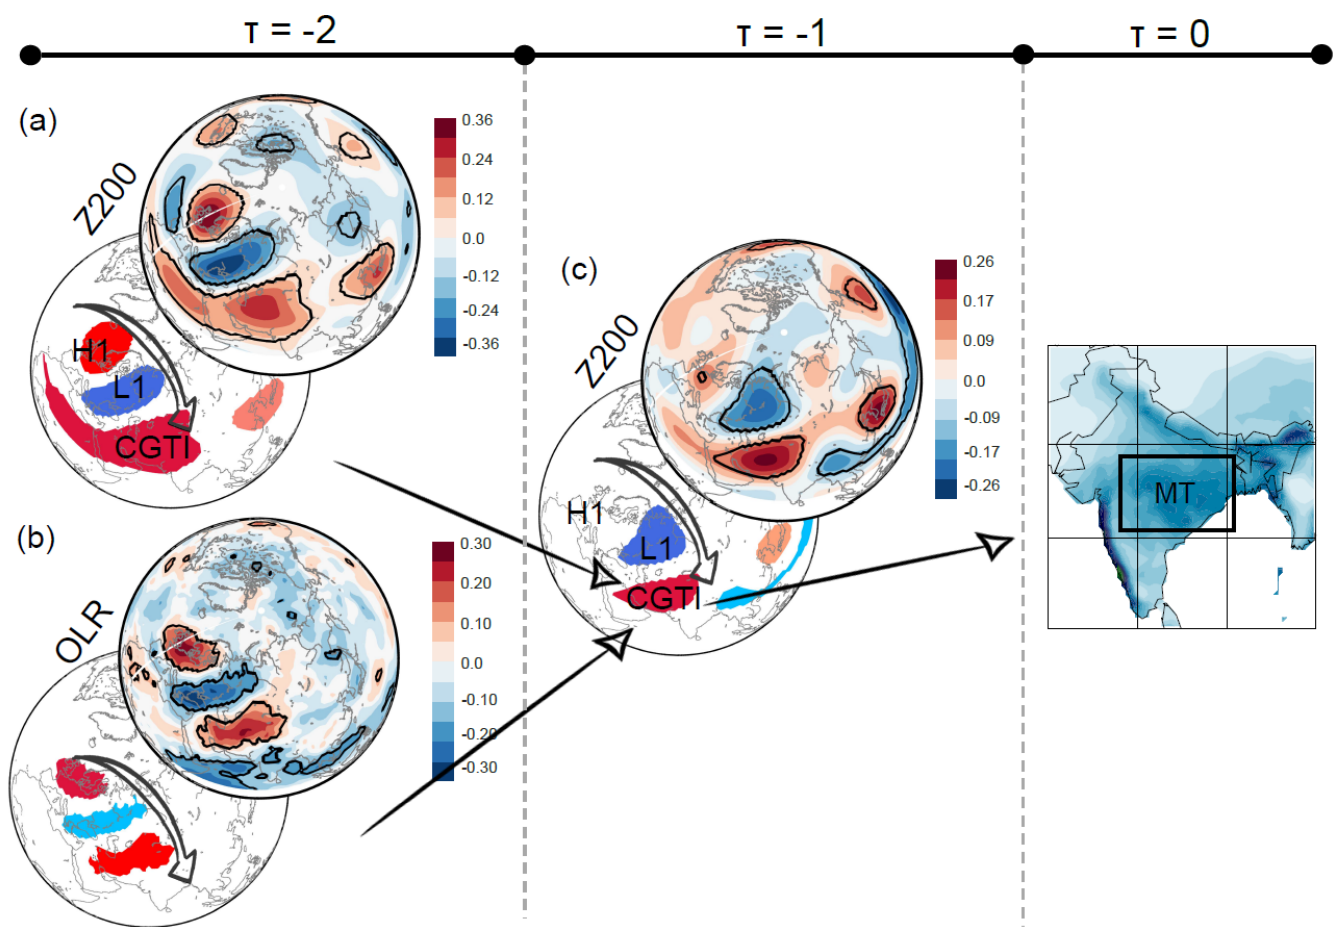 τ = -2
τ = -1
τ = 0
(a)
Z200
0.36
0.24
0.12
0.0
-0.12
-0.24
-0.36
H1
L1
CGTI
(b)
OLR
0.30
0.20
0.10
0.0
-0.10
-0.20
-0.30
(c)
Z200
0.26
0.17
0.09
0.0
-0.09
-0.17
-0.26
H1
L1
CGTI
MT